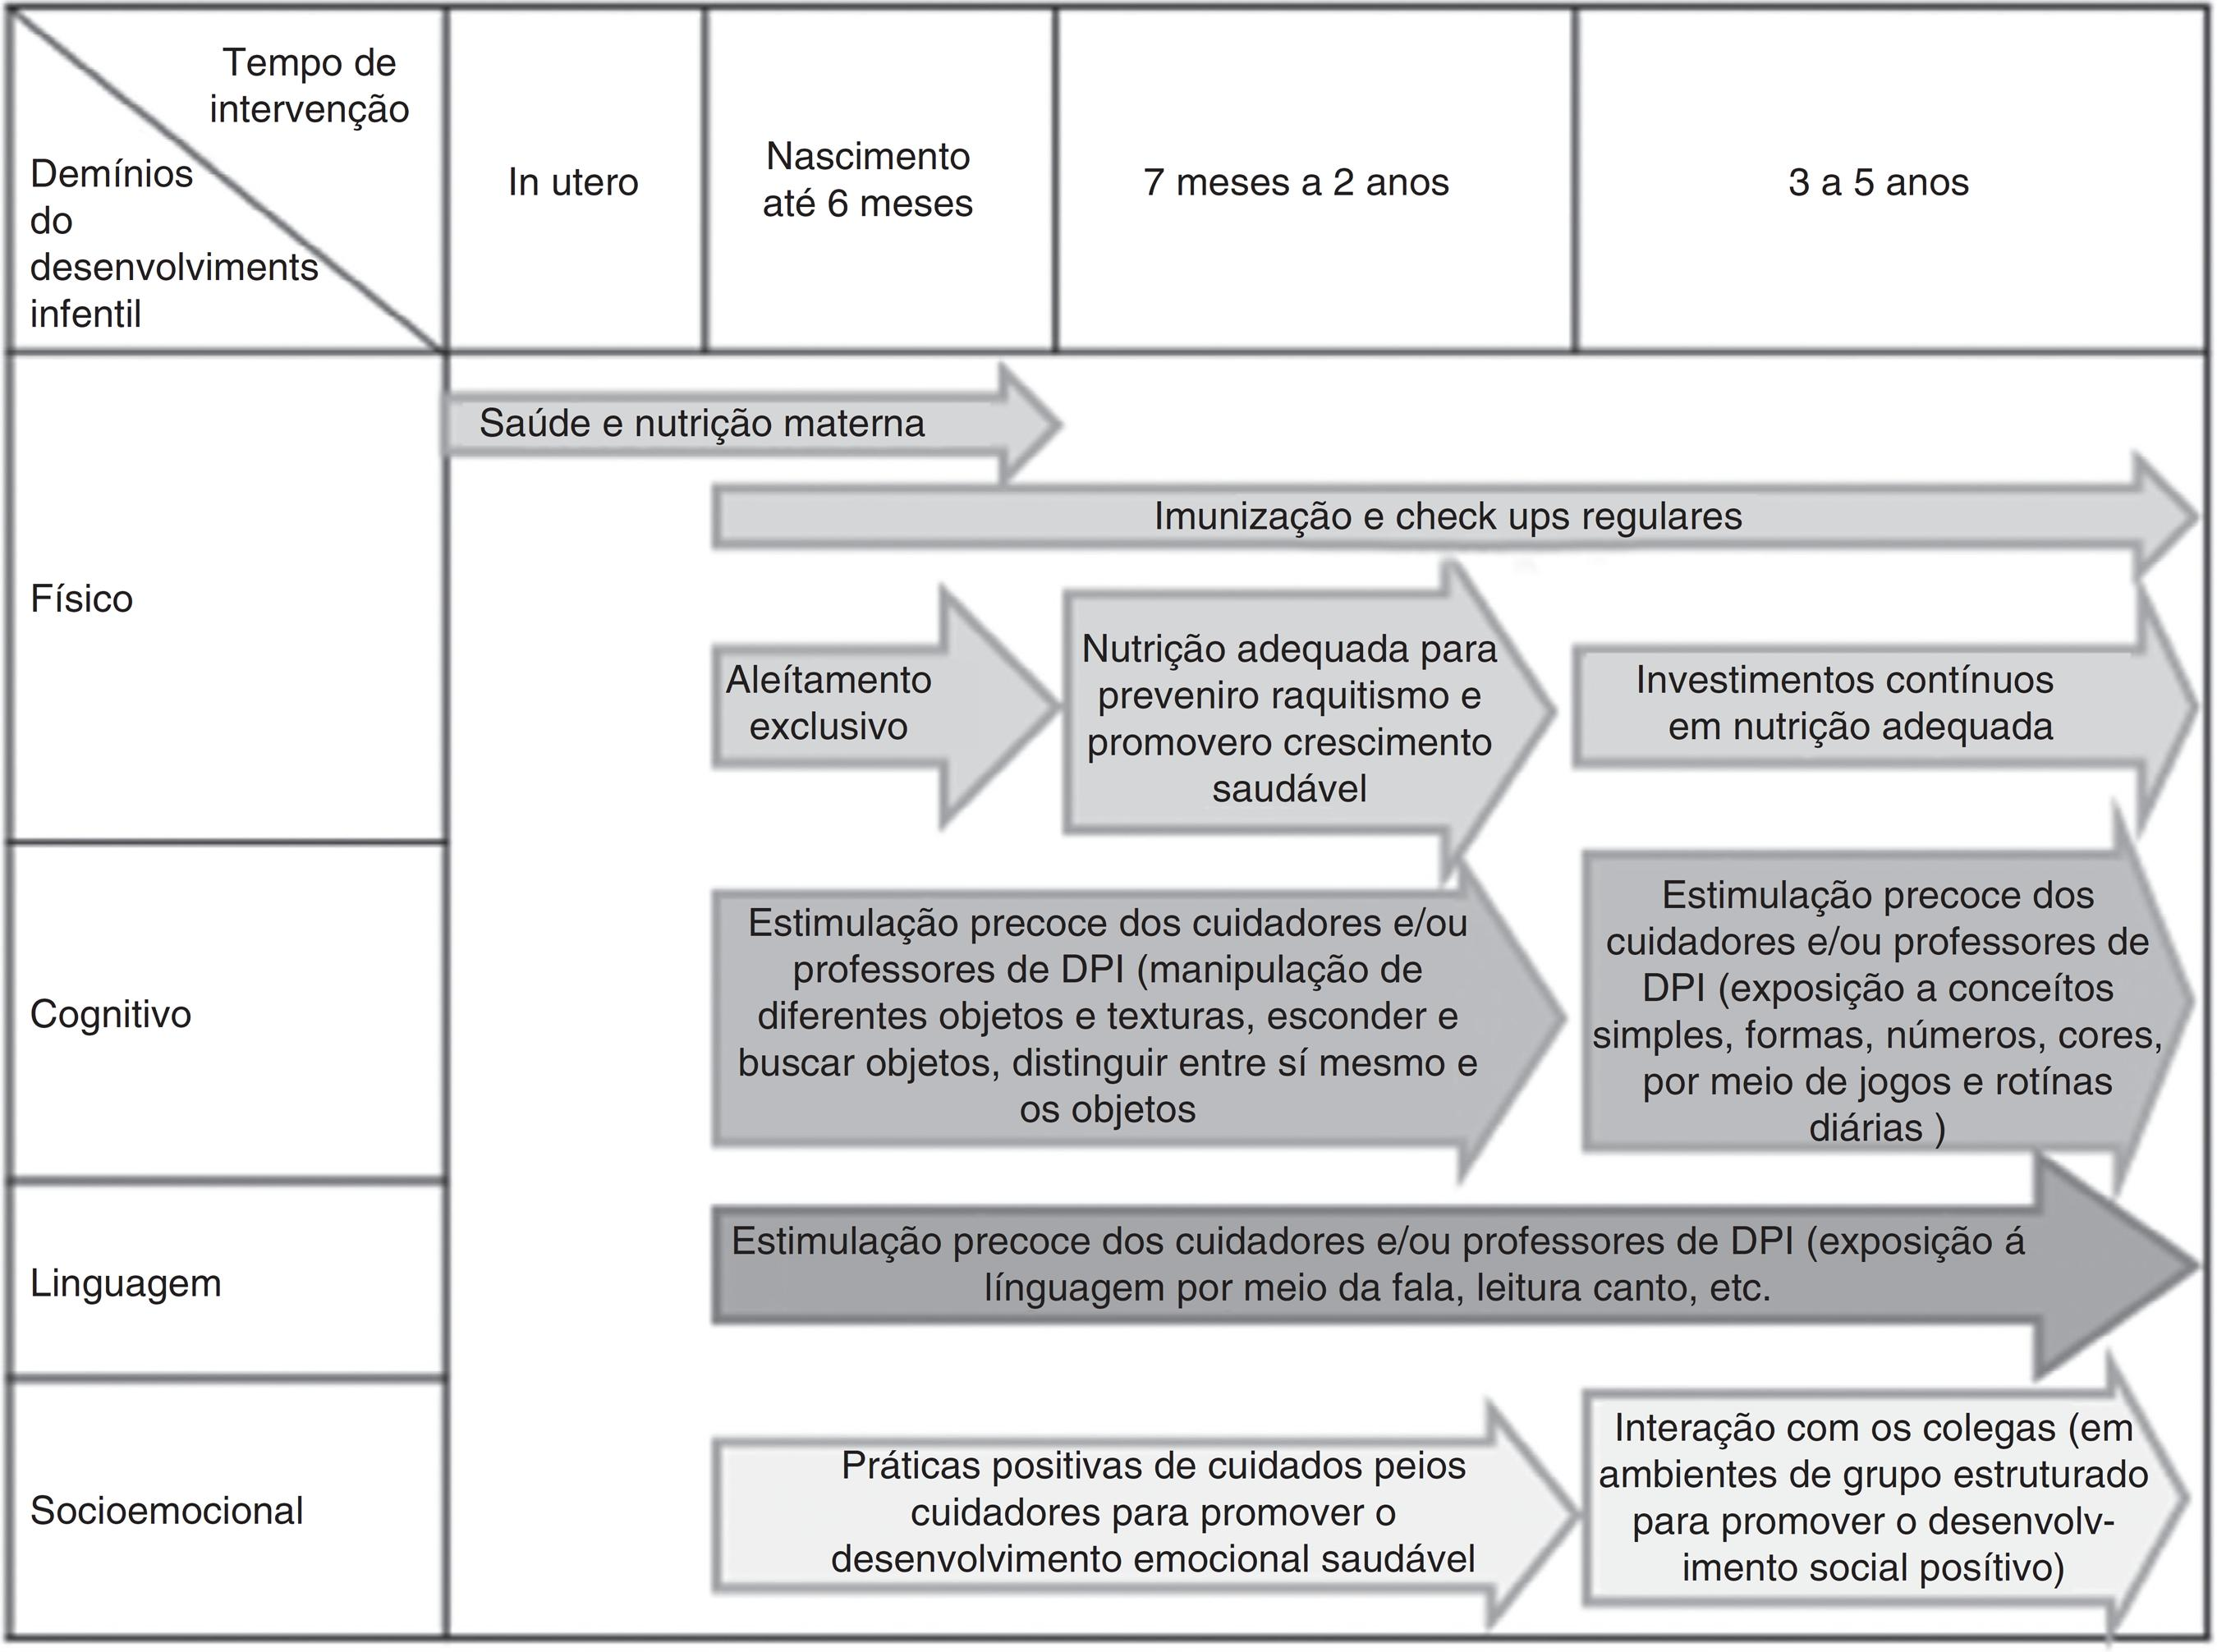 Tempo de
intervenção
Demínios
do
desenvolviments
infentil
In utero
Nascimento
até 6 meses
7 meses a 2 anos
3 a 5 anos
Físico
Saúde e nutrição materna
Imunização e check ups regulares
Aleítamento
exclusivo
Nutrição adequada para
preveniro raquitismo e
promovero crescimento
saudável
Investimentos contínuos
em nutrição adequada
Cognitivo
Estimulação precoce dos cuidadores e/ou
professores de DPI (manipulação de
diferentes objetos e texturas, esconder e
buscar objetos, distinguir entre sí mesmo e
os objetos
Estimulação precoce dos
cuidadores e/ou professores de
DPI (exposição a conceítos
simples, formas, números, cores,
por meio de jogos e rotínas
diárias )
Linguagem
Estimulação precoce dos cuidadores e/ou professores de DPI (exposição á
línguagem por meio da fala, leitura canto, etc.
Socioemocional
Práticas positivas de cuidados peios
cuidadores para promover o
desenvolvimento emocional saudável
Interação com os colegas (em
ambientes de grupo estruturado
para promover o desenvolv-
imento social posítivo)